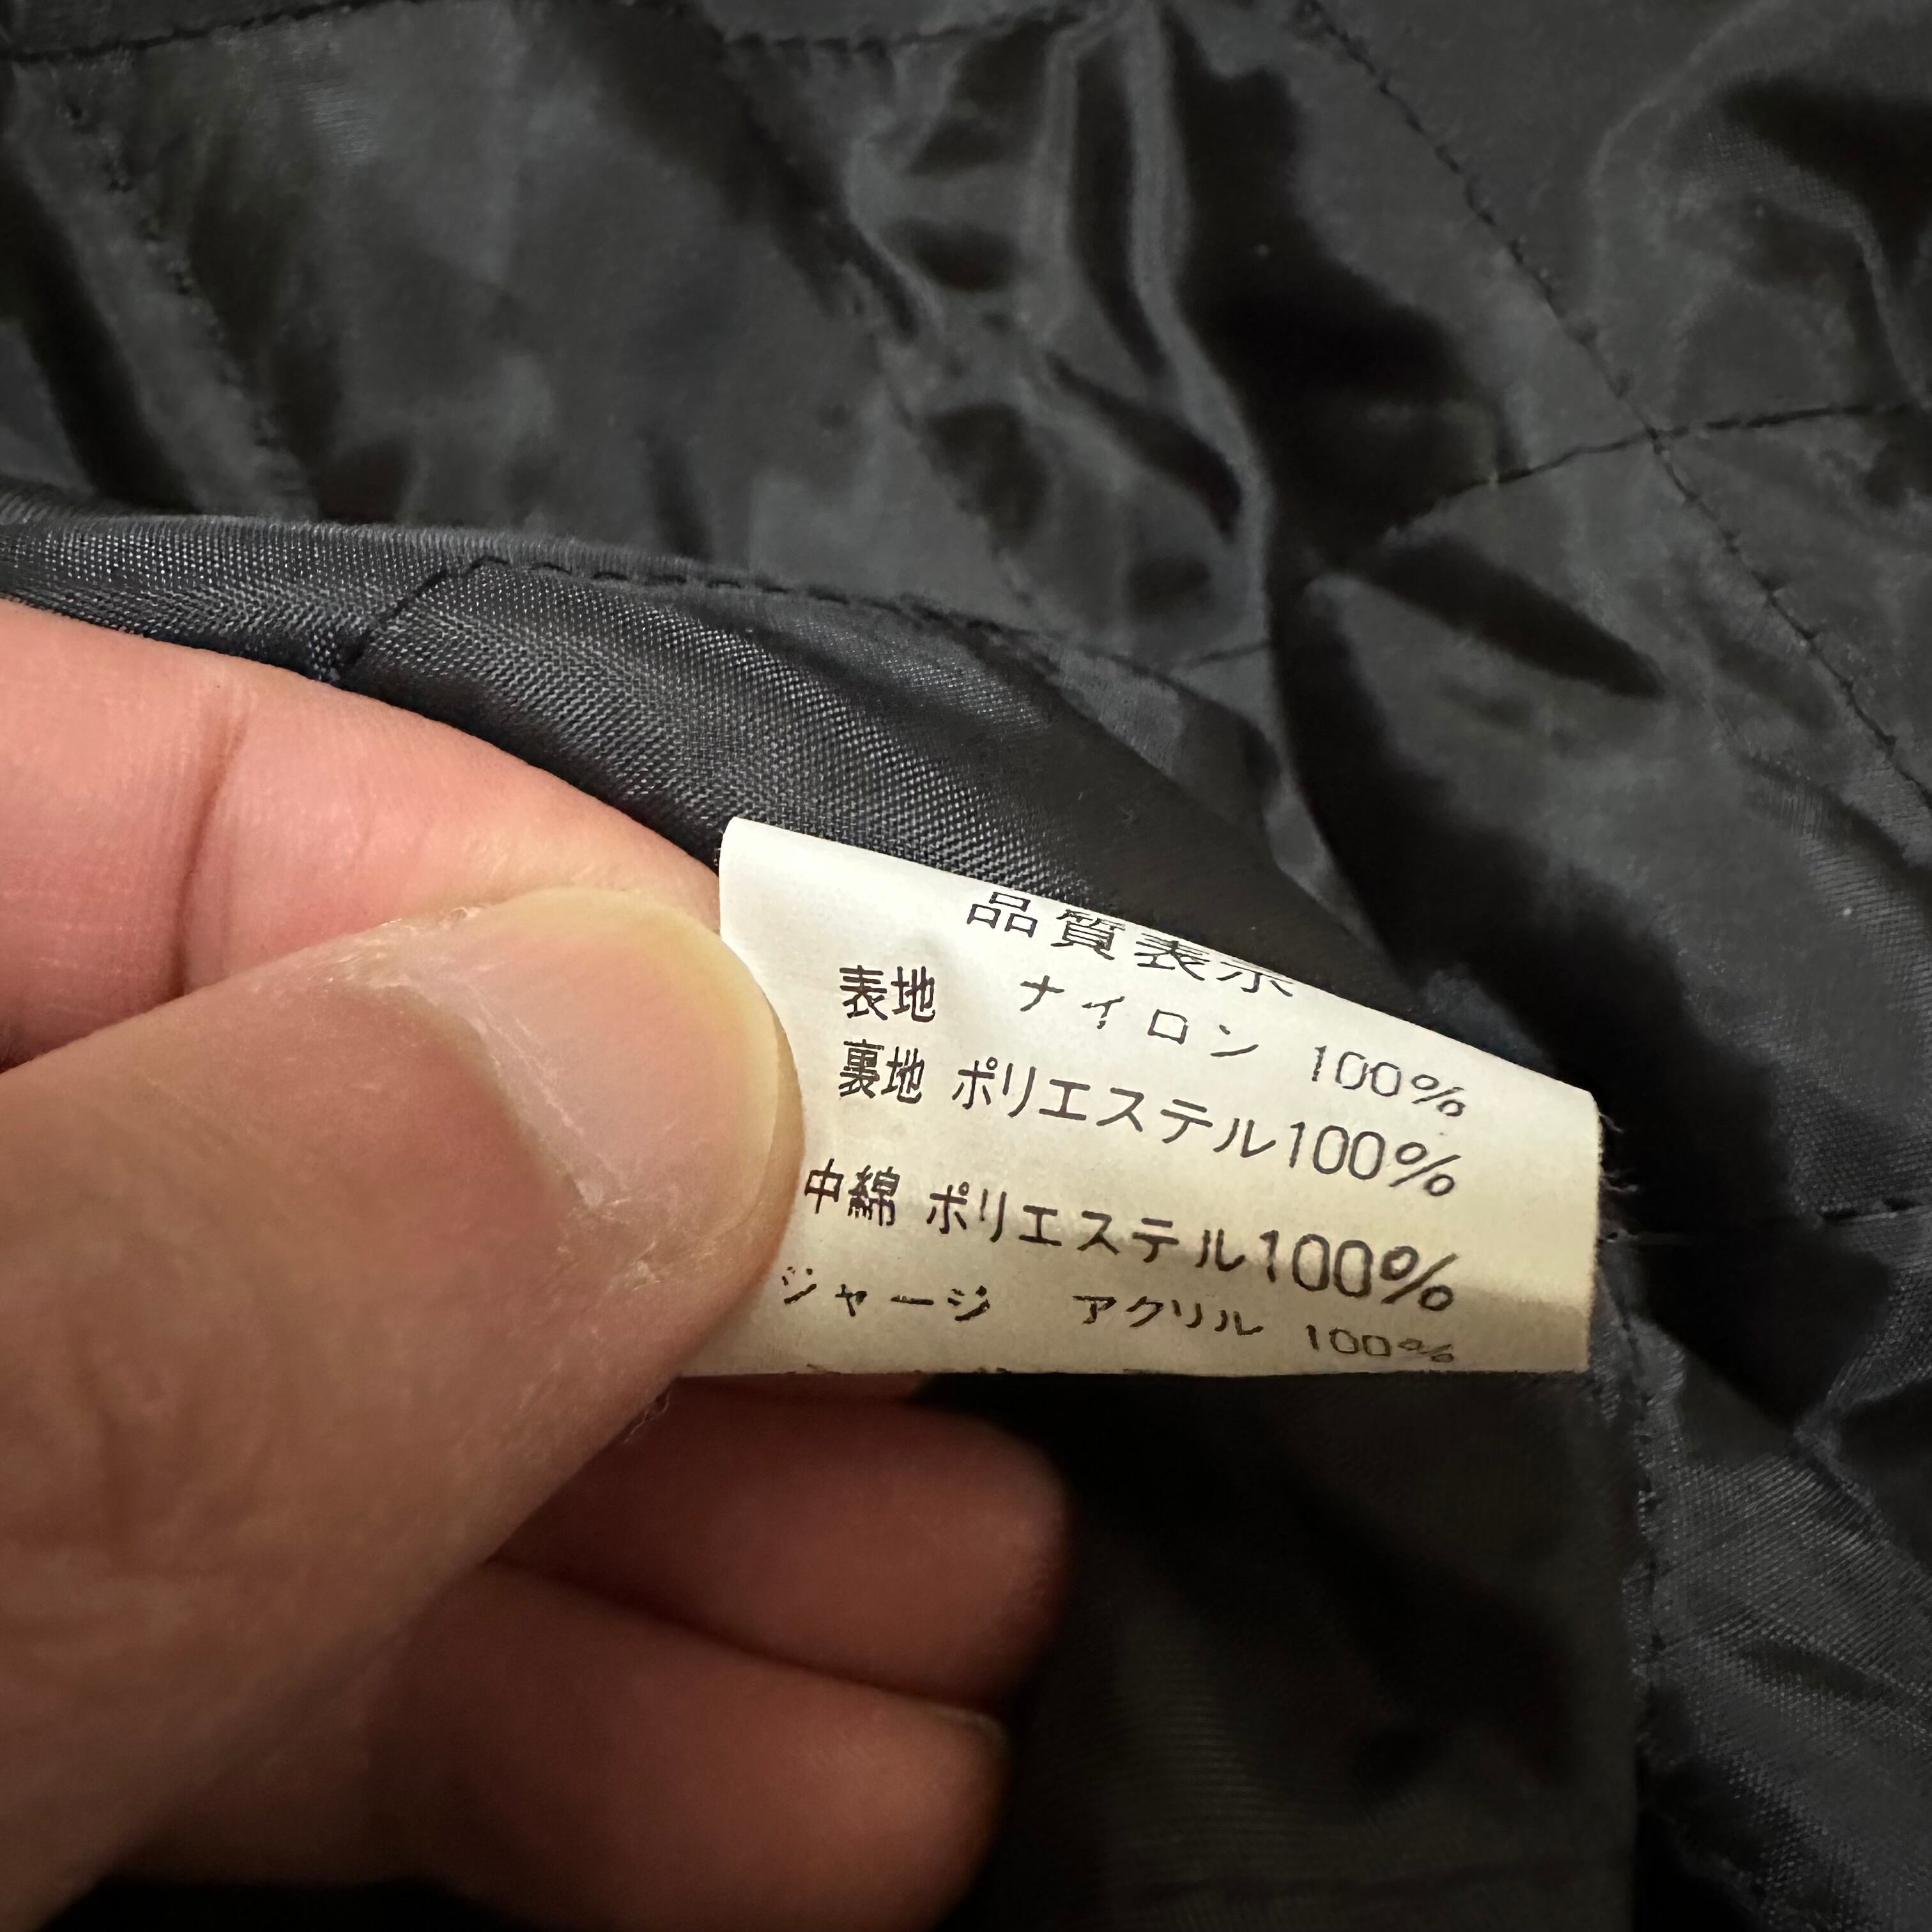 品質表示
表地 ナイロン 100%
裏地 ポリエステル100%
中綿 ポリエステル100%
ジャージ アクリル 100%